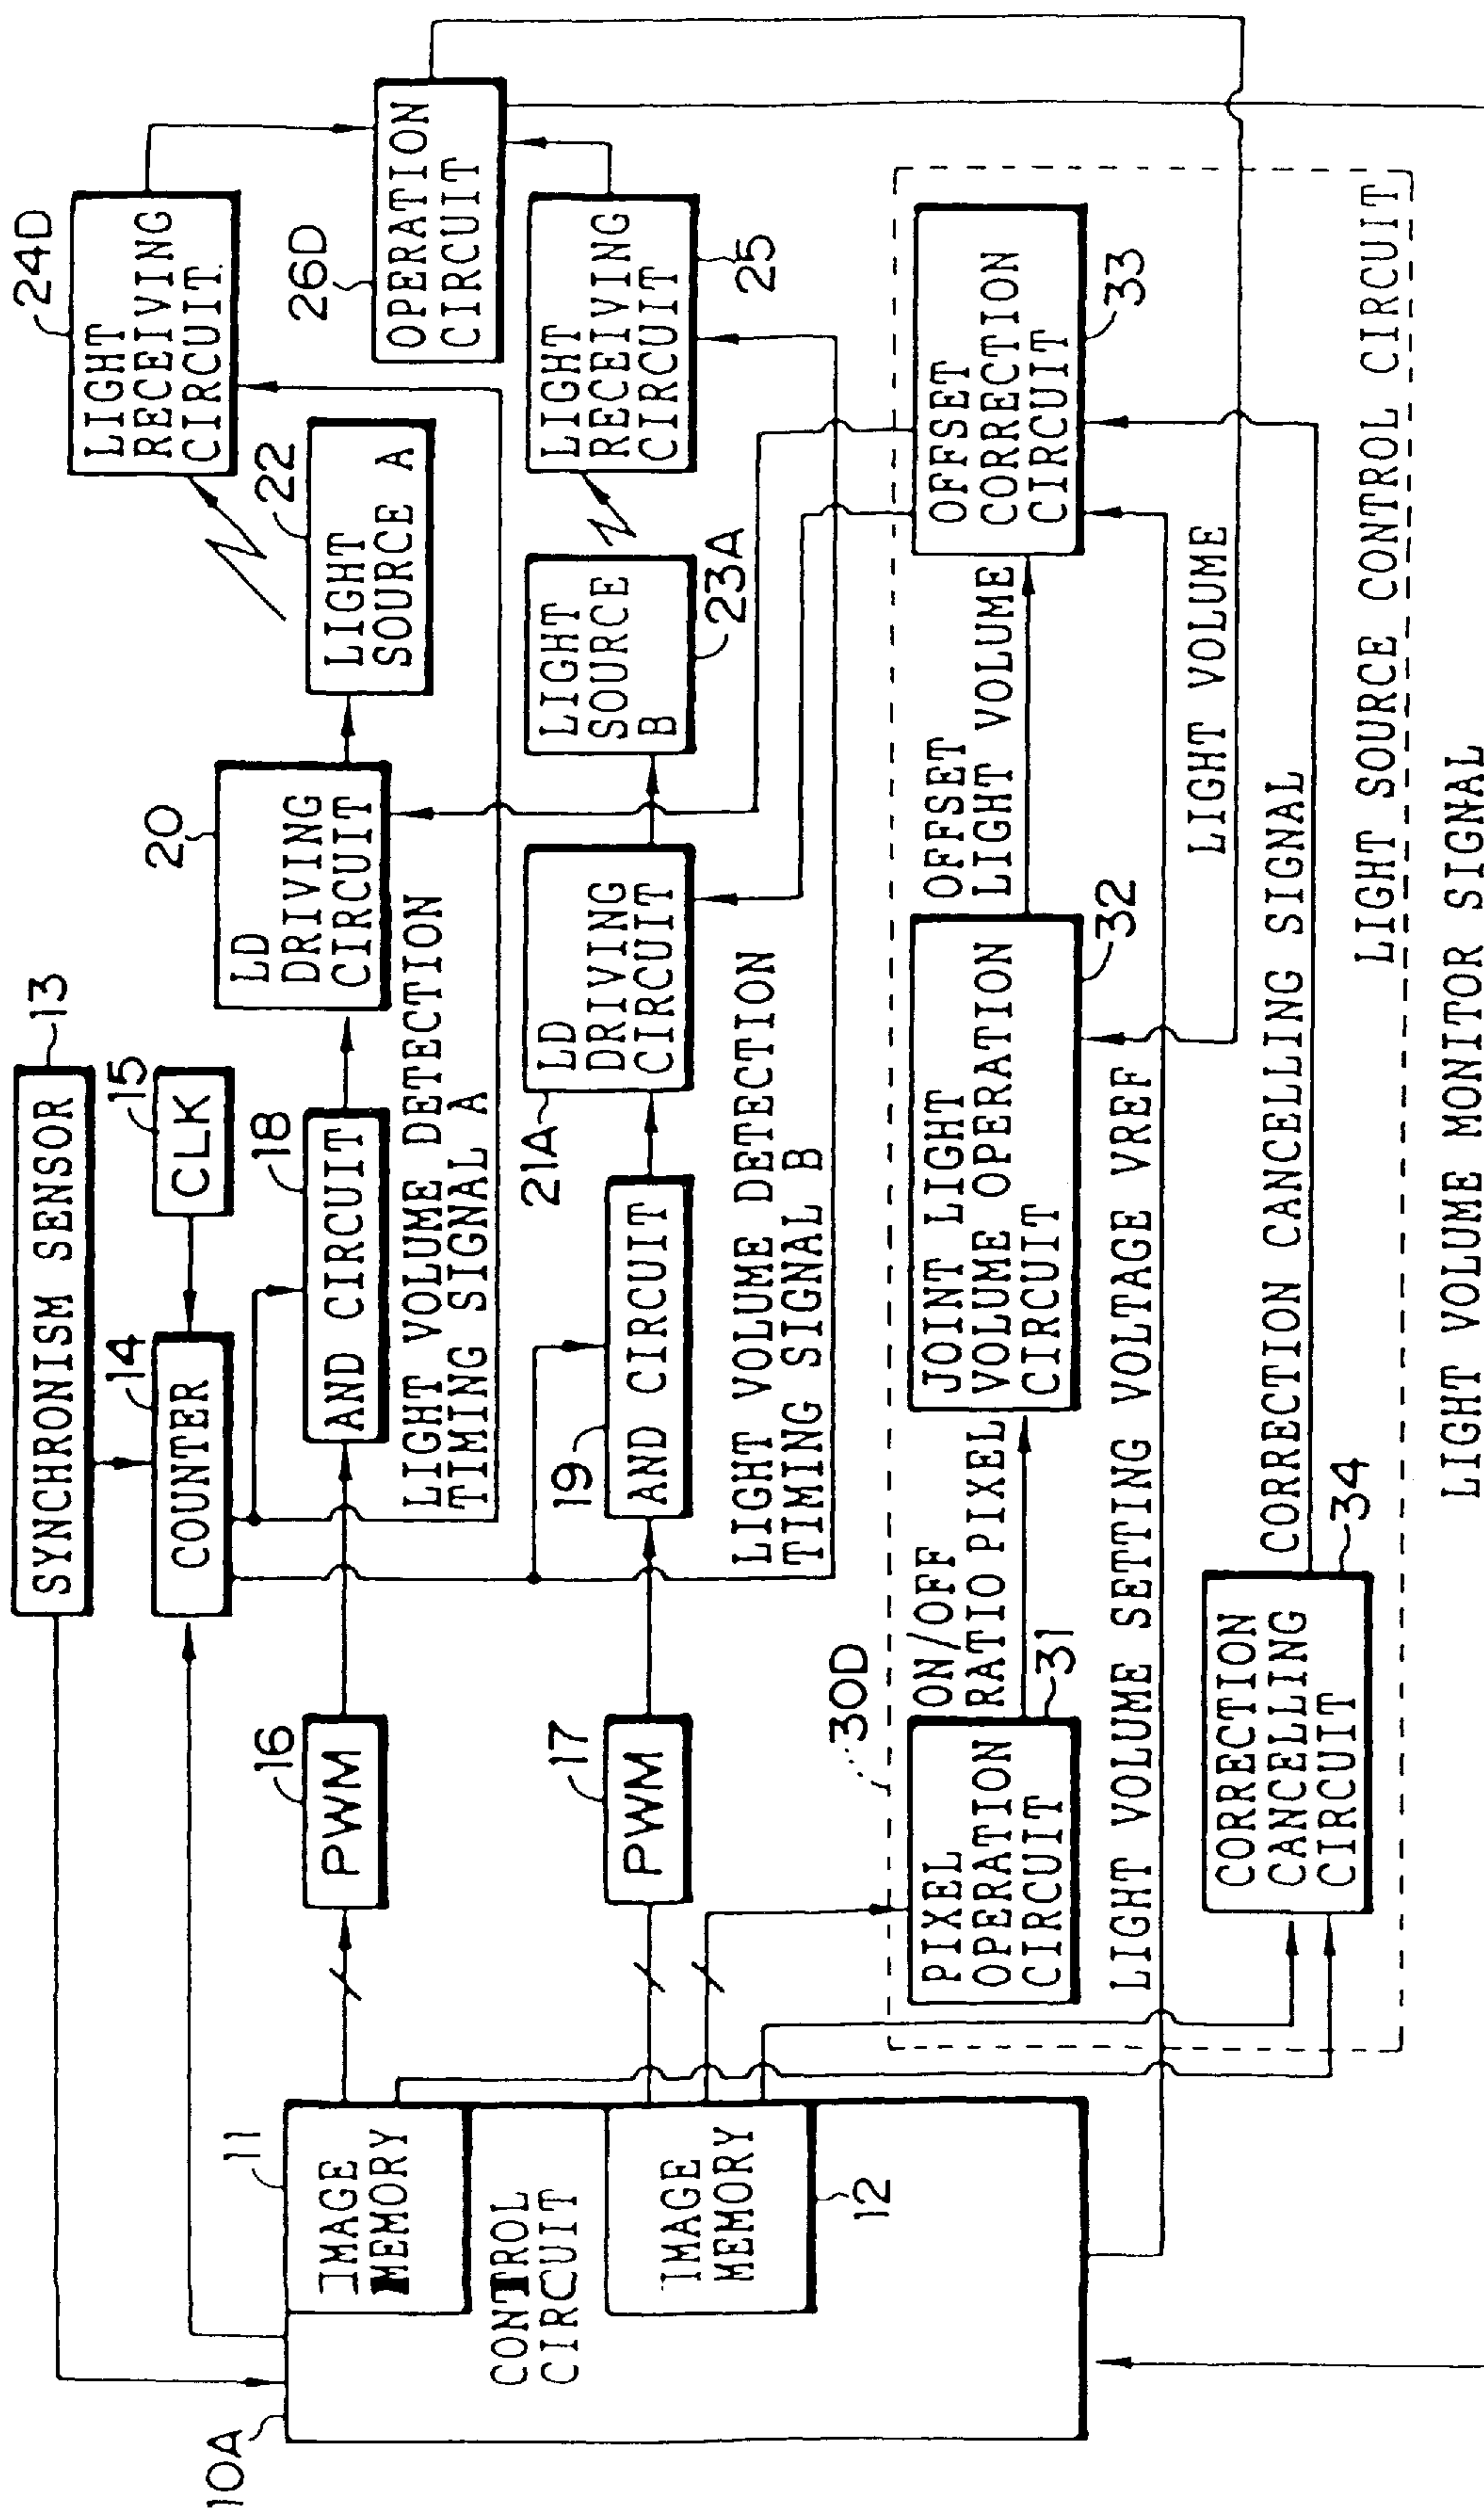 SYNCHRONISM SENSOR
13
COUNTER
14
CLK
15
10A
CONTROL
CIRCUIT
11
IMAGE
MEMORY
IMAGE
MEMORY
12
16
PWM
17
PWM
18
AND CIRCUIT
19
AND CIRCUIT
LIGHT VOLUME DETECTION
TIMING SIGNAL A
LIGHT VOLUME DETECTION
TIMING SIGNAL B
20
LD
DRIVING
CIRCUIT
21A
LD
DRIVING
CIRCUIT
22
LIGHT
SOURCE A
LIGHT
SOURCE
B
23A
24D
LIGHT
RECEIVING
CIRCUIT.
26D
OPERATION
CIRCUIT
LIGHT
RECEIVING
CIRCUIT
25
30D
PIXEL
OPERATION
CIRCUIT
31
ON/OFF
RATIO PIXEL
JOINT LIGHT
VOLUME OPERATION
CIRCUIT
32
OFFSET
LIGHT VOLUME
OFFSET
CORRECTION
CIRCUIT
33
LIGHT VOLUME SETTING VOLTAGE VREF
LIGHT VOLUME
CORRECTION
CANCELLING
CIRCUIT
34
CORRECTION CANCELLING SIGNAL
LIGHT SOURCE CONTROL CIRCUIT
LIGHT VOLUME MONITOR SIGNAL